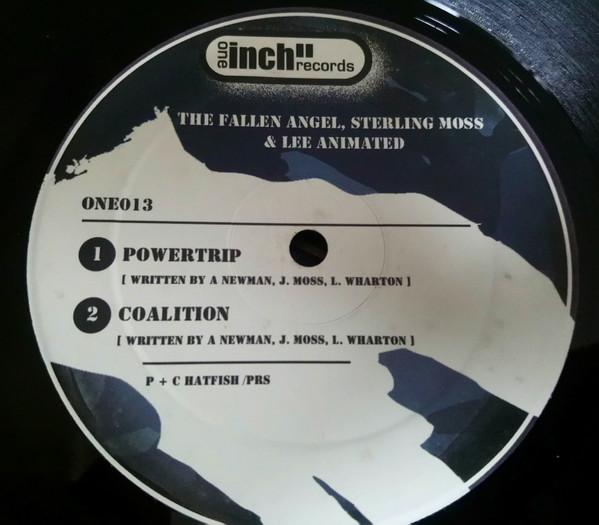 one inch" records
THE FALLEN ANGEL, STERLING MOSS
& LEE ANIMATED
ONE013
1 POWERTRIP
[ WRITTEN BY A NEWMAN, J. MOSS, L. WHARTON ]
2 COALITION
[ WRITTEN BY A NEWMAN, J. MOSS, L. WHARTON ]
P + C HATFISH /PRS